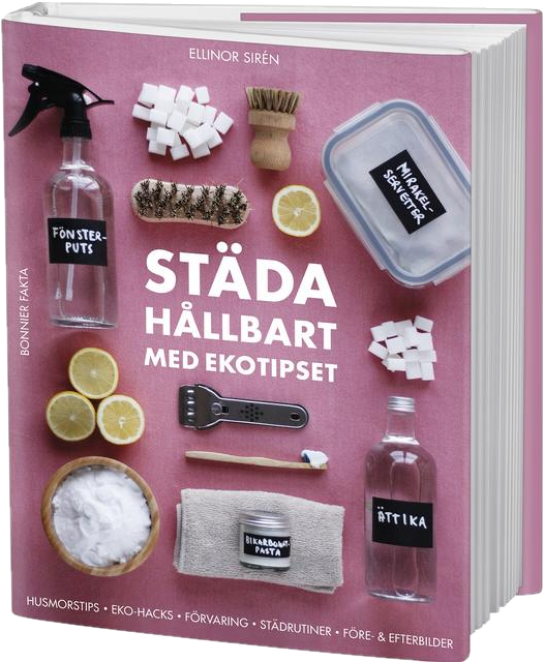 ELLINOR SIRÉN
MIRAKEL-
SERVETTER
FÖNSTER-
PUTS
STÄDA
HÅLLBART
MED EKOTIPSET
BONNIER FAKTA
ÄTTIKA
BIKARBONAT-
PASTA
HUSMORSTIPS • EKO-HACKS • FÖRVARING • STÄDRUTINER • FÖRE- & EFTERBILDER